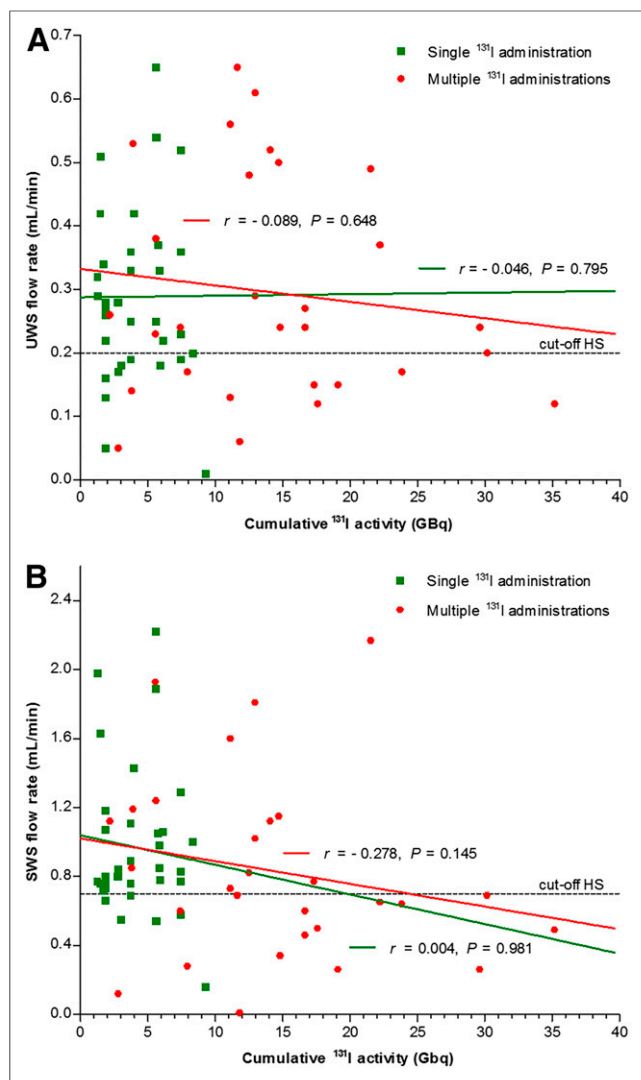 A
Single ¹³¹I administration
Multiple ¹³¹I administrations
0.7
0.6
0.5
0.4
0.3
0.2
0.1
0.0
UWS flow rate (mL/min)
r = - 0.089, P = 0.648
r = - 0.046, P = 0.795
cut-off HS
0 5 10 15 20 25 30 35 40
Cumulative ¹³¹I activity (GBq)
B
Single ¹³¹I administration
Multiple ¹³¹I administrations
2.4
2.0
1.6
1.2
0.8
0.4
0.0
SWS flow rate (mL/min)
r = - 0.278, P = 0.145
cut-off HS
r = 0.004, P = 0.981
0 5 10 15 20 25 30 35 40
Cumulative ¹³¹I activity (Gbq)